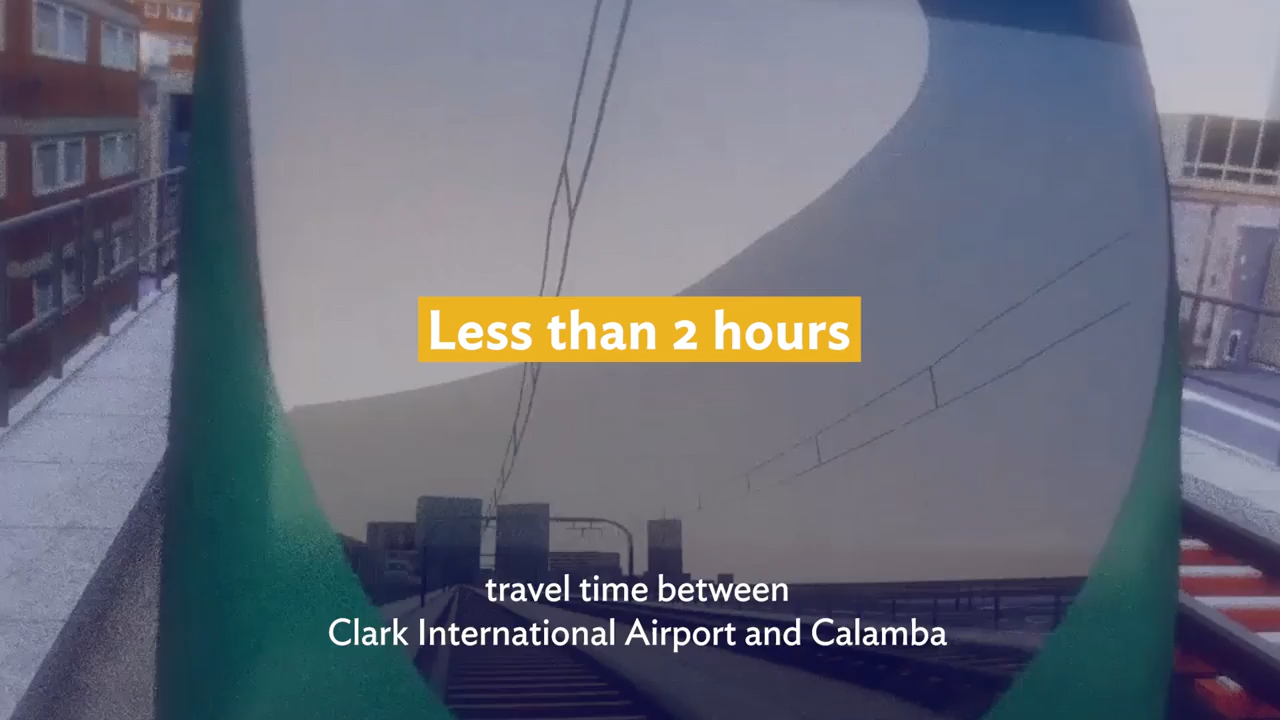 Less than 2 hours
travel time between
Clark International Airport and Calamba